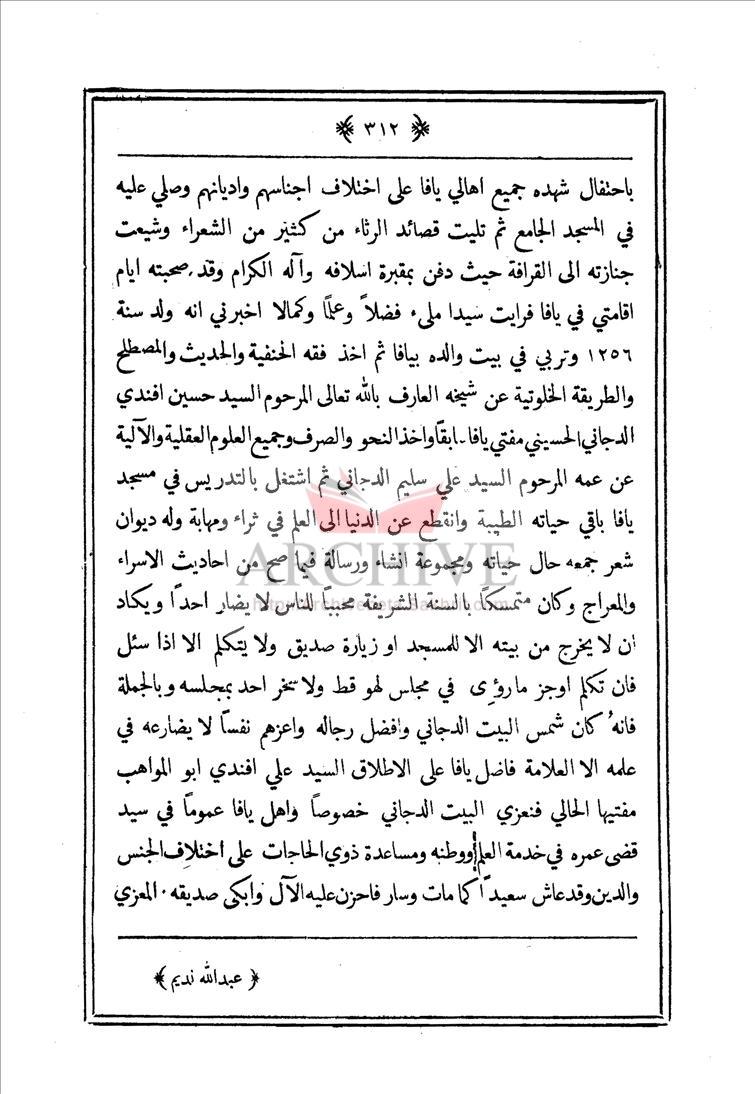 ﴿ ٣١٢ ﴾
باحتفال شهده جميع اهالي يافا على اختلاف اجناسهم واديانهم وصلي عليه
في المسجد الجامع ثم تليت قصائد الرثاء من كثير من الشعراء وشيعت
جنازته الى القرافة حيث دفن بمقبرة اسلافه وآله الكرام وقد صحبته ايام
اقامتي في يافا فرايت سيدا ملىء فضلاً وعلماً وكمالا اخبرني انه ولد سنة
١٢٥٦ وتربي في بيت والده بيافا ثم اخذ فقه الحنفية والحديث والمصطلح
والطريقة الخلوتية عن شيخه العارف بالله تعالى المرحوم السيد حسين افندي
الدجاني الحسيني مفتي يافا ـابقاً واخذ النحو والصرف وجميع العلوم العقلية والآلية
عن عمه المرحوم السيد علي سليم الدجاني ثم اشتغل بالتدريس في مسجد
يافا باقي حياته الطيبة وانقطع عن الدنيا الى العلم في ثراء ومهابة وله ديوان
شعر جمعه حال حياته ومجموعة انشاء ورسالة فيما صح من احاديث الاسراء
والمعراج وكان متمسكاً بالسنة الشريفة محبباً للناس لا يضار احدا ويكاد
ان لا يخرج من بيته الا للمسجد او زيارة صديق ولا يتكلم الا اذا سئل
فان تكلم اوجز ما رؤى في مجاس لهو قط ولا سخر احد بمجلسه وبالجملة
فانهُ كان شمس البيت الدجاني وافضل رجاله واعزهم نفساً لا يضارعه في
علمه الا العلامة فاضل يافا على الاطلاق السيد علي افندي ابو المواهب
مفتيها الحالي فنعزي البيت الدجاني خصوصاً واهل يافا عموماً في سيد
قضى عمره في خدمة العلم ووطنه ومساعدة ذوي الحاجات على اختلاف الجنس
والدين وقد عاش سعيداً كما مات وسار فاحزن عليه الآل وابكى صديقه · المعزي
﴿ عبدالله نديم ﴾
ARCHIVE